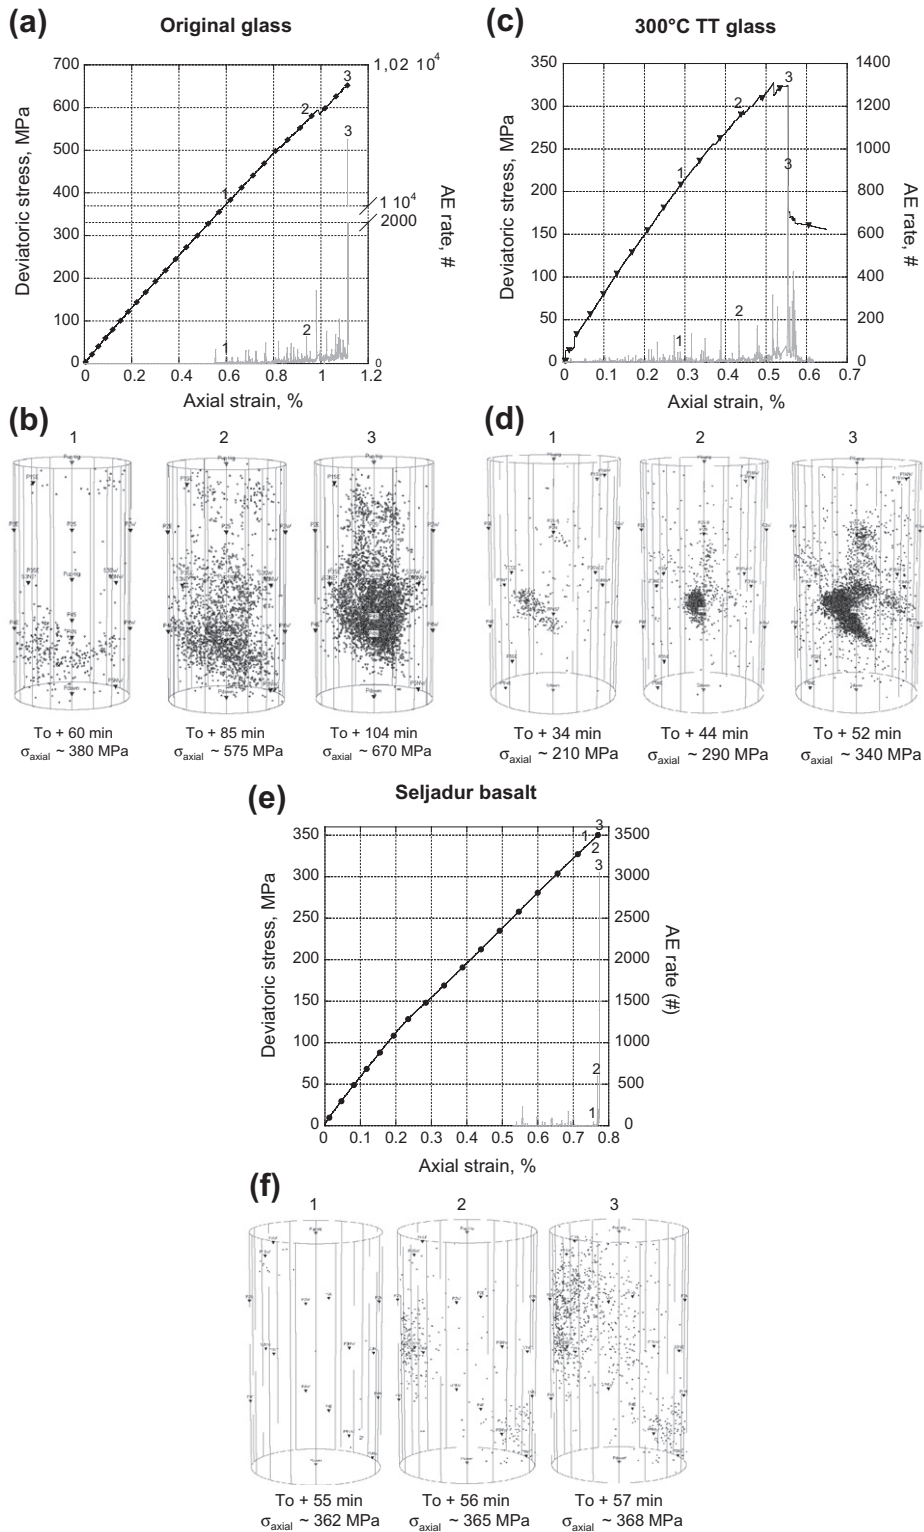 (a)
Original glass
700
600
500
400
300
200
100
0
Deviatoric stress, MPa
1,02 10⁴
1 10⁴
2000
0
AE rate, #
1
2
3
3
1
2
0
0.2
0.4
0.6
0.8
1
1.2
Axial strain, %
(c)
300°C TT glass
350
300
250
200
150
100
50
0
Deviatoric stress, MPa
1400
1200
1000
800
600
400
200
0
AE rate, #
1
2
3
3
1
2
0
0.1
0.2
0.3
0.4
0.5
0.6
0.7
Axial strain, %
(b)
1
2
3
To + 60 min
σaxial ~ 380 MPa
To + 85 min
σaxial ~ 575 MPa
To + 104 min
σaxial ~ 670 MPa
(d)
1
2
3
To + 34 min
σaxial ~ 210 MPa
To + 44 min
σaxial ~ 290 MPa
To + 52 min
σaxial ~ 340 MPa
(e)
Seljadur basalt
350
300
250
200
150
100
50
0
Deviatoric stress, MPa
3500
3000
2500
2000
1500
1000
500
0
AE rate (#)
3
1
2
3
2
1
0
0.1
0.2
0.3
0.4
0.5
0.6
0.7
0.8
Axial strain, %
(f)
1
2
3
To + 55 min
σaxial ~ 362 MPa
To + 56 min
σaxial ~ 365 MPa
To + 57 min
σaxial ~ 368 MPa